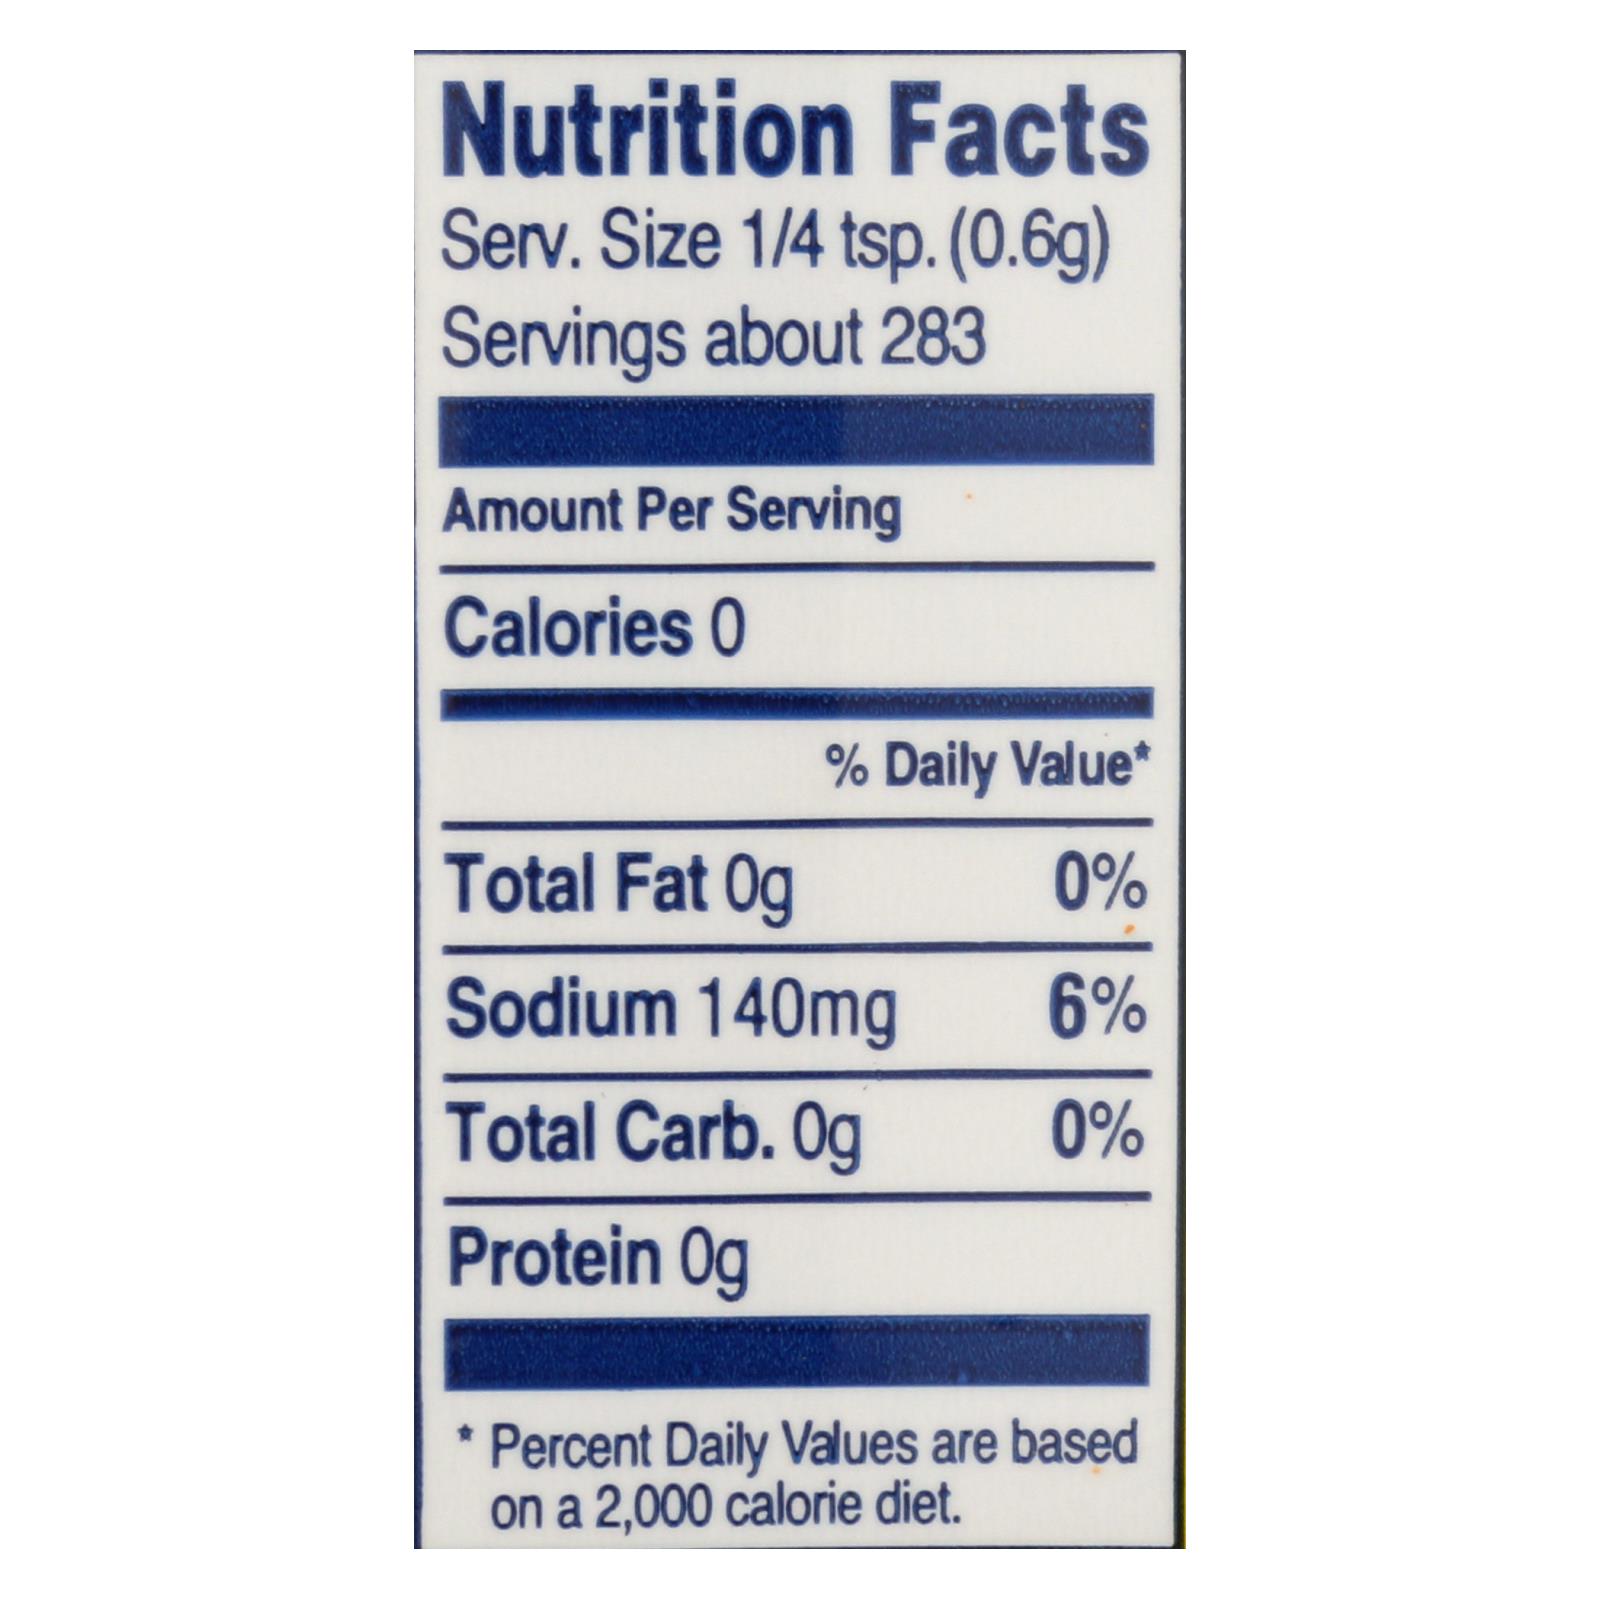 Nutrition Facts
Serv. Size 1/4 tsp. (0.6g)
Servings about 283
Amount Per Serving
Calories 0
% Daily Value*
Total Fat 0g 0%
Sodium 140mg 6%
Total Carb. 0g 0%
Protein 0g
* Percent Daily Values are based
on a 2,000 calorie diet.